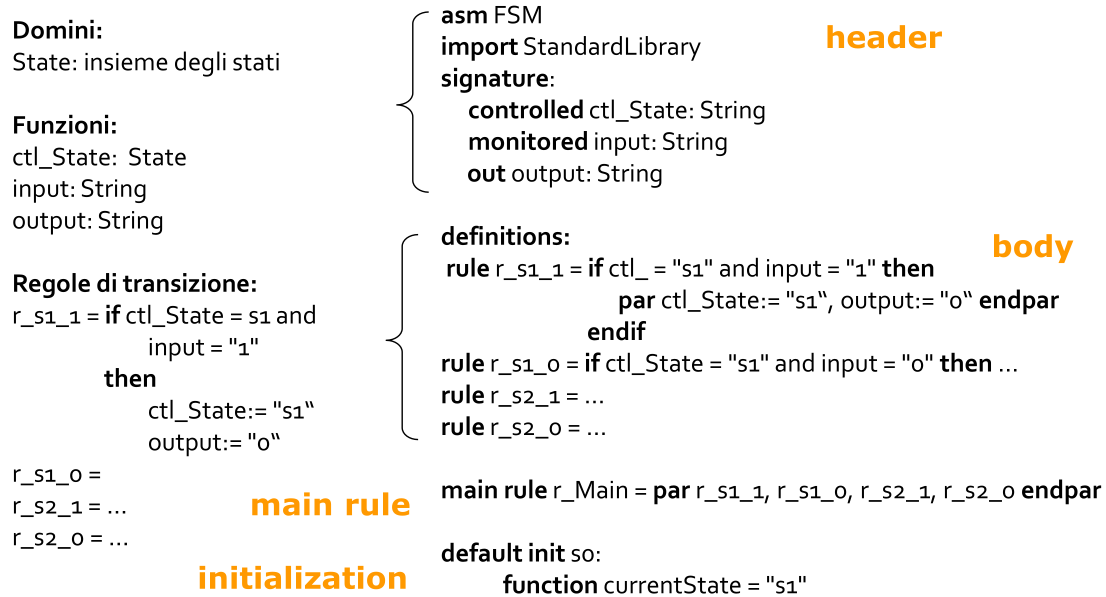 Domini:
State: insieme degli stati
Funzioni:
ctl_State:  State
input: String
output: String
Regole di transizione:
r_s1_1 = if ctl_State = s1 and
input = "1"
then
ctl_State:= "s1“
output:= "0“
r_s1_0 =
r_s2_1 = ...
r_s2_0 = ...
asm FSM
import StandardLibrary
signature:
controlled ctl_State: String
monitored input: String
out output: String
header
definitions:
rule r_s1_1 = if ctl_ = "s1" and input = "1" then
par ctl_State:= "s1“, output:= "0“ endpar
endif
rule r_s1_0 = if ctl_State = "s1" and input = "0" then ...
rule r_s2_1 = ...
rule r_s2_0 = ...
body
main rule r_Main = par r_s1_1, r_s1_0, r_s2_1, r_s2_0 endpar
main rule
default init s0:
function currentState = "s1"
initialization